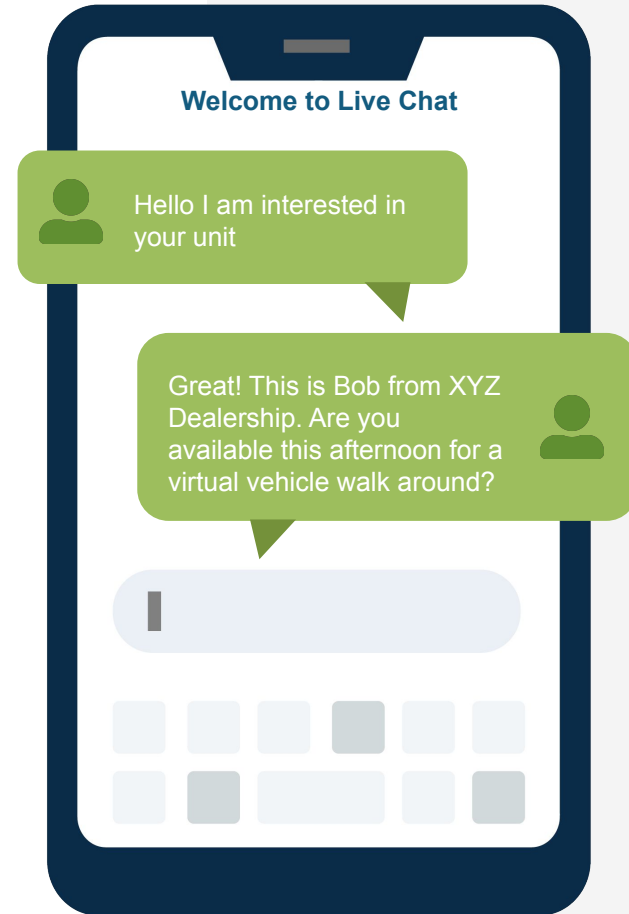 Welcome to Live Chat
Hello I am interested in
your unit
Great! This is Bob from XYZ
Dealership. Are you
available this afternoon for a
virtual vehicle walk around?